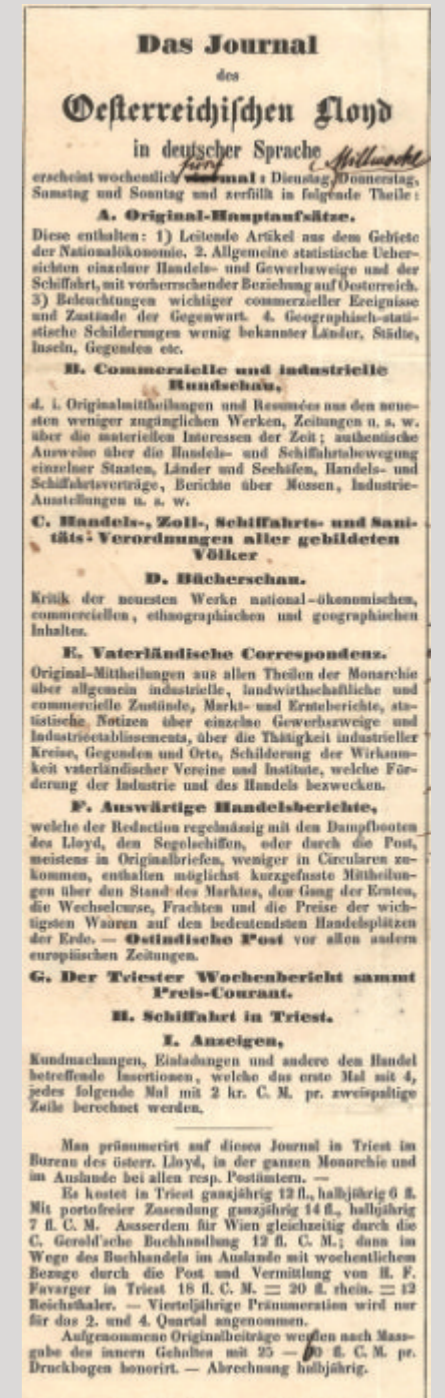 Das Journal
des
Oesterreichischen Lloyd
in deutscher Sprache
fünf Mittwoch
erscheint wochentlich mal: Dienstag, Donnerstag,
Samstag und Sonntag und zerfällt in folgende Theile:
A. Original-Hauptaufsätze.
Diese enthalten: 1) Leitende Artikel aus dem Gebiete
der Nationalökonomie. 2. Allgemeine statistische Ueber-
sichten einzelner Handels- und Gewerbszweige und der
Schiffahrt, mit vorherrschender Beziehung auf Oesterreich.
3) Beleuchtungen wichtiger commerzieller Ereignisse
und Zustände der Gegenwart. 4. Geographisch-stati-
stische Schilderungen wenig bekannter Länder, Städte,
Inseln, Gegenden etc.
B. Commerzielle und industrielle
Rundschau,
d. i. Originalmittheilungen und Resumées aus den neue-
sten weniger zugänglichen Werken, Zeitungen u. s. w.
über die materiellen Interessen der Zeit; authentische
Ausweise über die Handels- und Schiffahrtsbewegung
einzelner Staaten, Länder und Seehäfen, Handels- und
Schiffahrtsverträge, Berichte über Messen, Industrie-
Ausstellungen u. s. w.
C. Handels-, Zoll-, Schiffahrts- und Sani-
täts-Verordnungen aller gebildeten
Völker
D. Bücherschau.
Kritik der neuesten Werke national-ökonomischen,
commerciellen, ethnographischen und geographischen
Inhaltes.
E. Vaterländische Correspondenz.
Original-Mittheilungen aus allen Theilen der Monarchie
über allgemein industrielle, landwirthschaftliche und
commerzielle Zustände, Markt- und Ernteberichte, sta-
tistische Notizen über einzelne Gewerbszweige und
Industrieetablissements, über die Thätigkeit industrieller
Kreise, Gegenden und Orte, Schilderung der Wirksam-
keit vaterländischer Vereine und Institute, welche För-
derung der Industrie und des Handels bezwecken.
F. Auswärtige Handelsberichte,
welche der Redaction regelmässig mit den Dampfbooten
des Lloyd, den Segelschiffen, oder durch die Post,
meistens in Originalbriefen, weniger in Circularen zu-
kommen, enthalten möglichst kurzgefasste Mittheilun-
gen über den Stand des Marktes, den Gang der Ernten,
die Wechselcurse, Frachten und die Preise der wich-
tigsten Waaren auf den bedeutendsten Handelsplätzen
der Erde. — Ostindische Post vor allen andern
europäischen Zeitungen.
G. Der Triester Wochenbericht sammt
Preis-Courant.
H. Schiffahrt in Triest.
I. Anzeigen,
Kundmachungen, Einladungen und andere den Handel
betreffende Insertionen, welche das erste Mal mit 4,
jedes folgende Mal mit 2 kr. C. M. pr. zweispaltige
Zeile berechnet werden.
Man pränumerirt auf dieses Journal in Triest im
Bureau des österr. Lloyd, in der ganzen Monarchie und
im Auslande bei allen resp. Postämtern. —
Es kostet in Triest ganzjährig 12 fl., halbjährig 6 fl.
Mit portofreier Zusendung ganzjährig 14 fl., halbjährig
7 fl. C. M. Ausserdem für Wien gleichzeitig durch die
C. Gerold'sche Buchhandlung 12 fl. C. M.; dann im
Wege des Buchhandels im Auslande mit wochentlichem
Bezuge durch die Post und Vermittlung von H. F.
Favarger in Triest 18 fl. C. M. = 20 fl. rhein. = 12
Reichsthaler. — Vierteljährige Pränumeration wird nur
für das 2. und 4. Quartal angenommen.
Aufgenommene Originalbeiträge werden nach Maas-
gabe des innern Gehaltes mit 25 — fl. C. M. pr.
Druckbogen honorirt. — Abrechnung halbjährig.